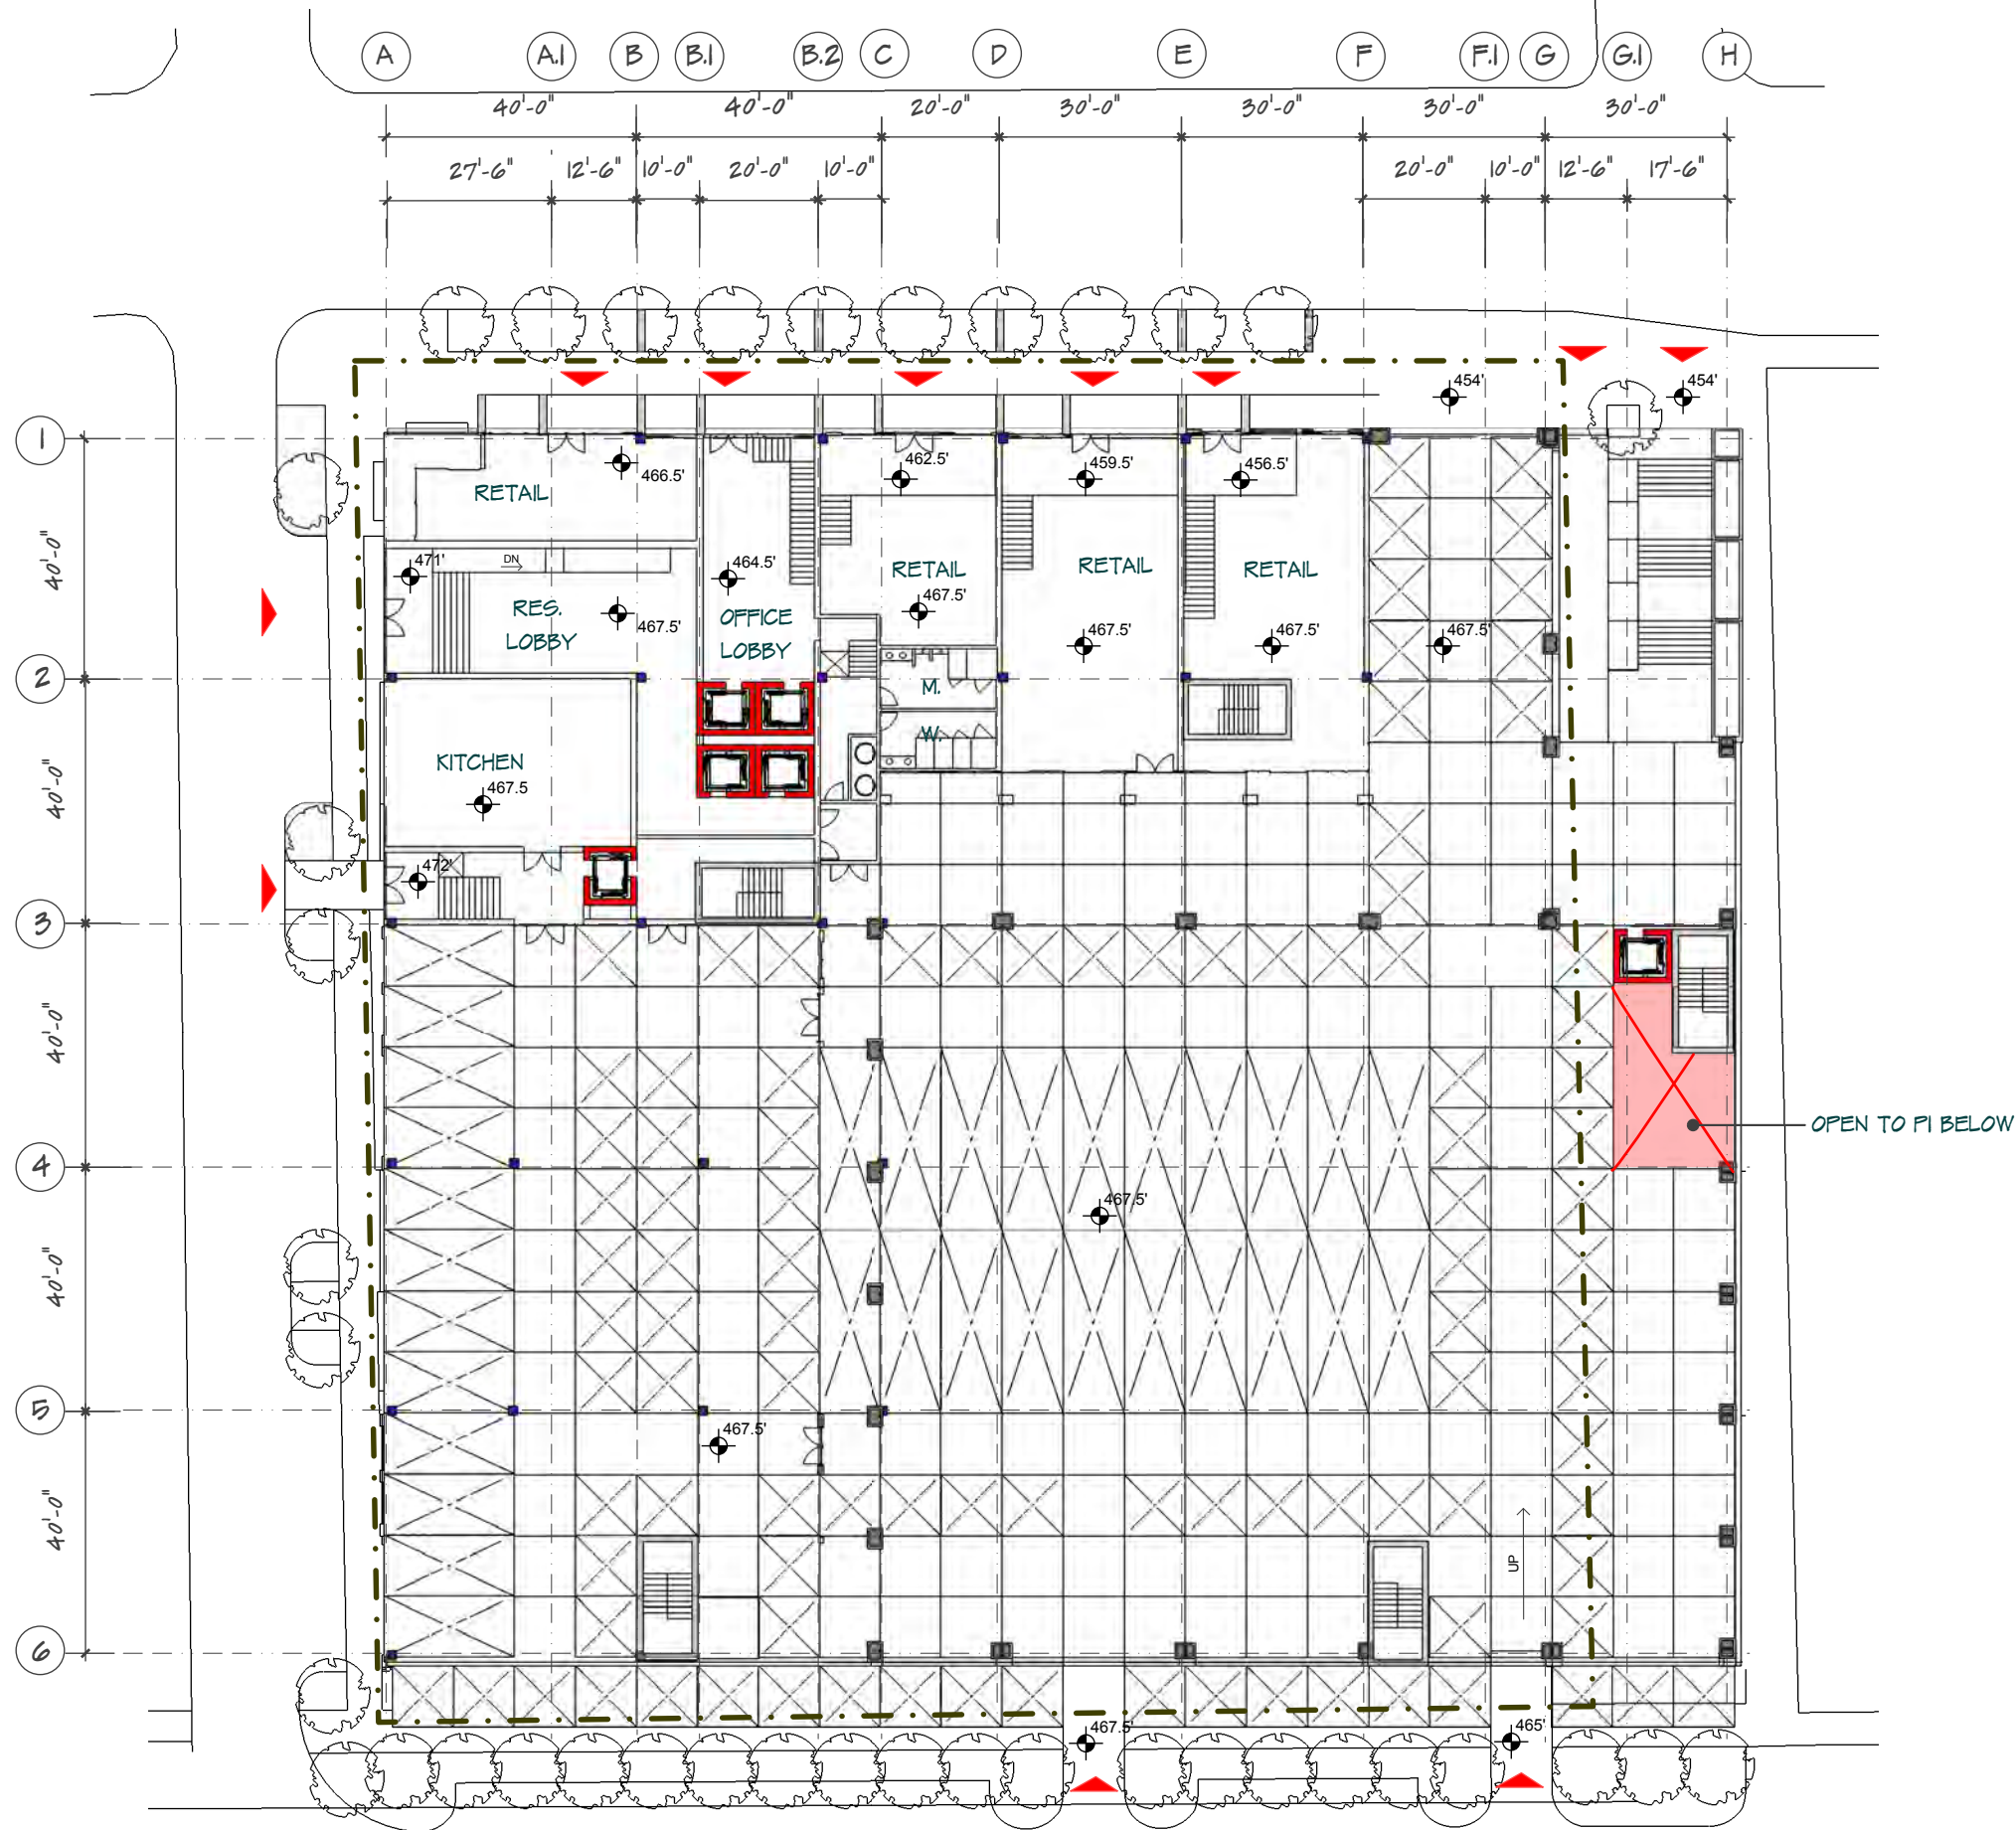 A A.1 B B.1 B.2 C D E F F.1 G G.1 H
40'-0" 40'-0" 20'-0" 30'-0" 30'-0" 30'-0" 30'-0"
27'-6" 12'-6" 10'-0" 20'-0" 10'-0" 20'-0" 10'-0" 12'-6" 17'-6"
454' 454'
1
466.5' 462.5' 459.5' 456.5'
RETAIL
40'-0"
471' DN 464.5' RETAIL RETAIL RETAIL
RES.
LOBBY
467.5'
OFFICE
LOBBY
467.5' 467.5' 467.5' 467.5'
2
M.
W.
KITCHEN
467.5
40'-0"
472'
3
40'-0"
OPEN TO P1 BELOW
4
467.5'
40'-0"
5
467.5'
40'-0"
UP
6
467.5' 465'